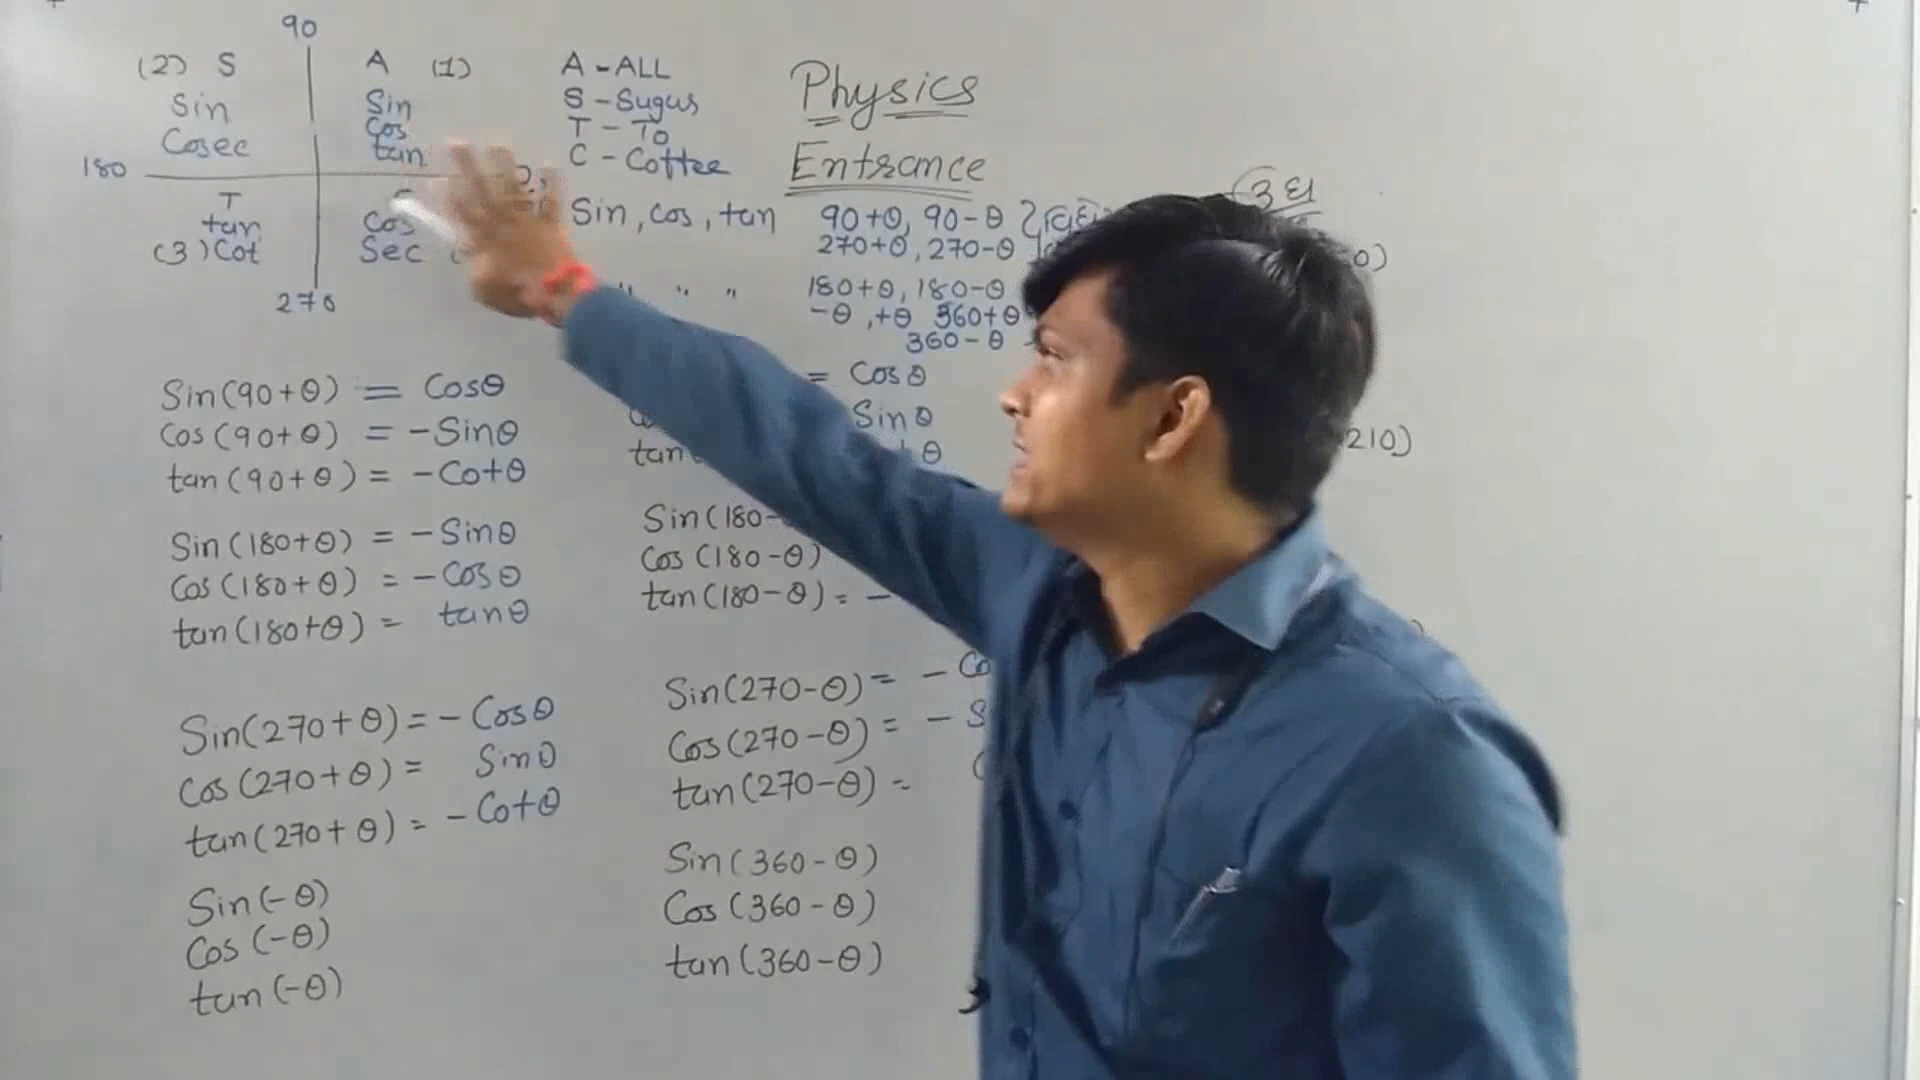 90
(2) S
Sin
Cosec
A (1)
Sin
Cos
tan
180
T
tan
(3) Cot
Cos
Sec
270
A - ALL
S - Sugus
T - To
C - Coffee
Physics
Entrance
Sin, cos, tan 90+θ, 90-θ
270+θ, 270-θ
" " " 180+θ, 180-θ
-θ, +θ 360+θ
360-θ
Sin(90+θ) = Cosθ
Cos(90+θ) = -Sinθ
tan(90+θ) = -Cotθ
= Cosθ
Sinθ
tan
θ
210)
Sin(180+θ) = -Sinθ
Cos(180+θ) = -Cosθ
tan(180+θ) = tanθ
Sin(180-
Cos(180-θ)
tan(180-θ) = -
Sin(270+θ) = -Cosθ
Cos(270+θ) = Sinθ
tan(270+θ) = -Cotθ
Sin(270-θ) = - Co
Cos(270-θ) = - S
tan(270-θ) =
Sin(-θ)
Cos(-θ)
tan(-θ)
Sin(360-θ)
Cos(360-θ)
tan(360-θ)